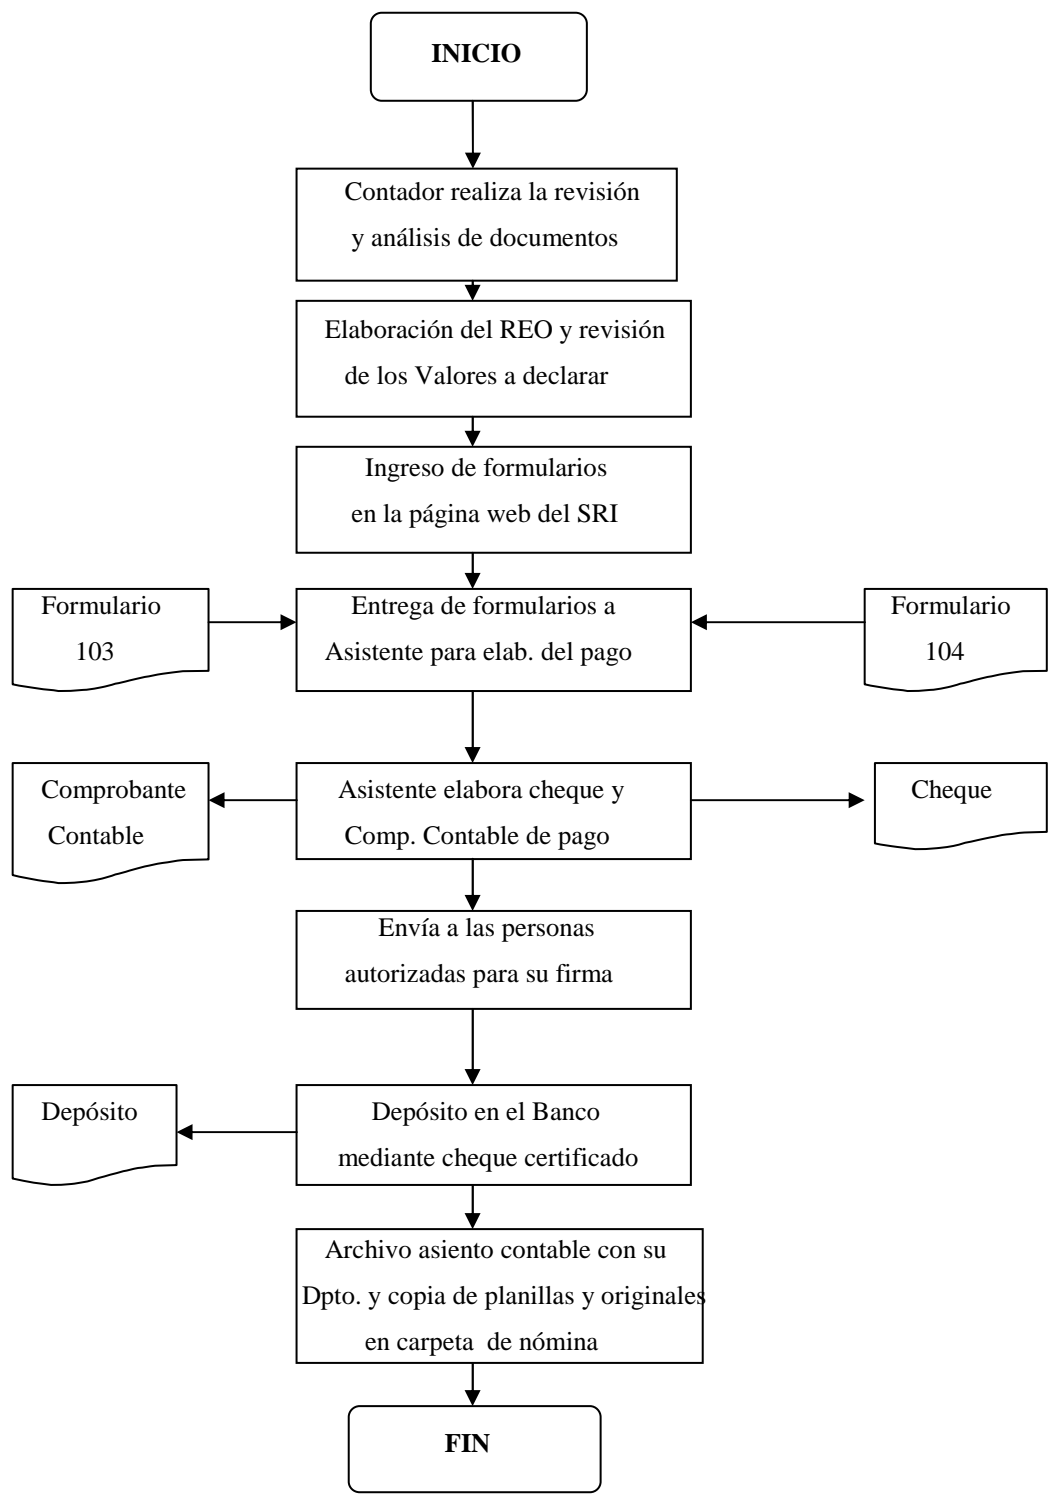 INICIO
Contador realiza la revisión
y análisis de documentos
Elaboración del REO y revisión
de los Valores a declarar
Ingreso de formularios
en la página web del SRI
Formulario
103
Entrega de formularios a
Asistente para elab. del pago
Formulario
104
Comprobante
Contable
Asistente elabora cheque y
Comp. Contable de pago
Cheque
Envía a las personas
autorizadas para su firma
Depósito
Depósito en el Banco
mediante cheque certificado
Archivo asiento contable con su
Dpto. y copia de planillas y originales
en carpeta de nómina
FIN